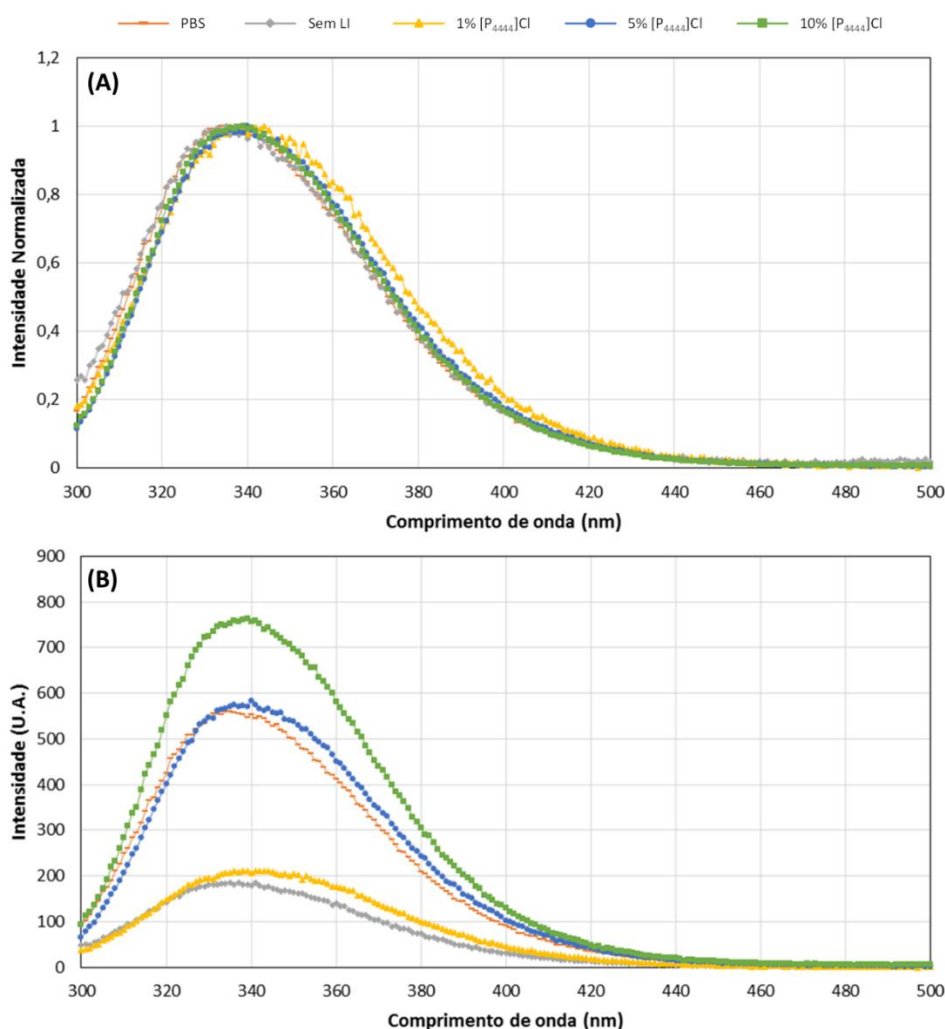 PBS Sem LI 1% [P₄₄₄₄]Cl 5% [P₄₄₄₄]Cl 10% [P₄₄₄₄]Cl
(A)
Intensidade Normalizada
1,2
1
0,8
0,6
0,4
0,2
0
300 320 340 360 380 400 420 440 460 480 500
Comprimento de onda (nm)
(B)
Intensidade (U.A.)
900
800
700
600
500
400
300
200
100
0
300 320 340 360 380 400 420 440 460 480 500
Comprimento de onda (nm)